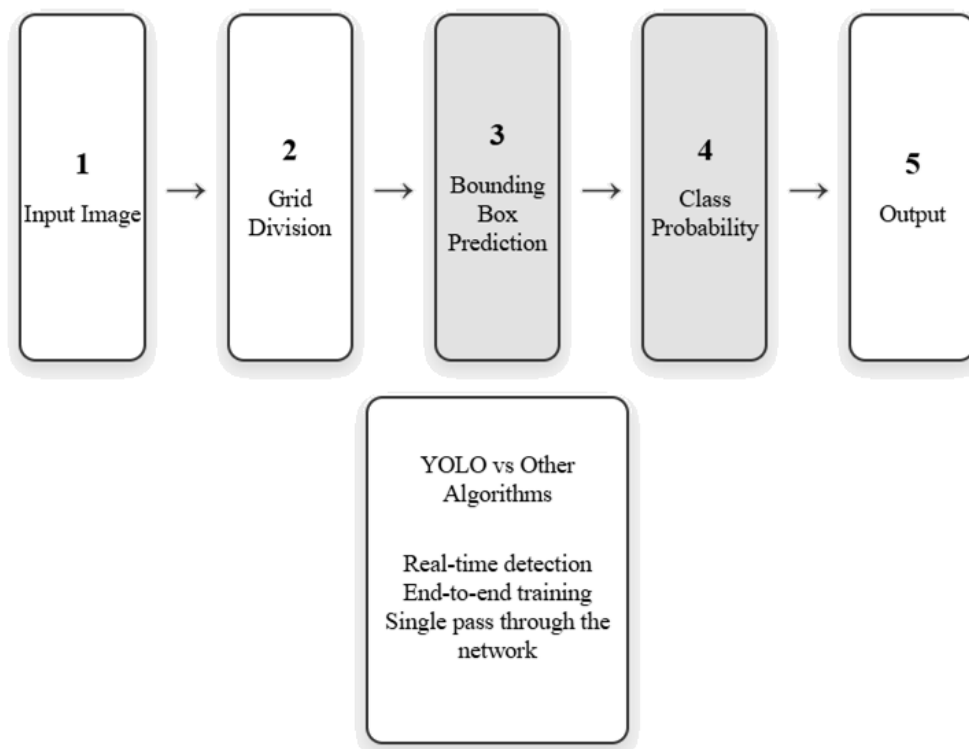 1
Input Image
2
Grid
Division
3
Bounding
Box
Prediction
4
Class
Probability
5
Output
YOLO vs Other
Algorithms
Real-time detection
End-to-end training
Single pass through the
network